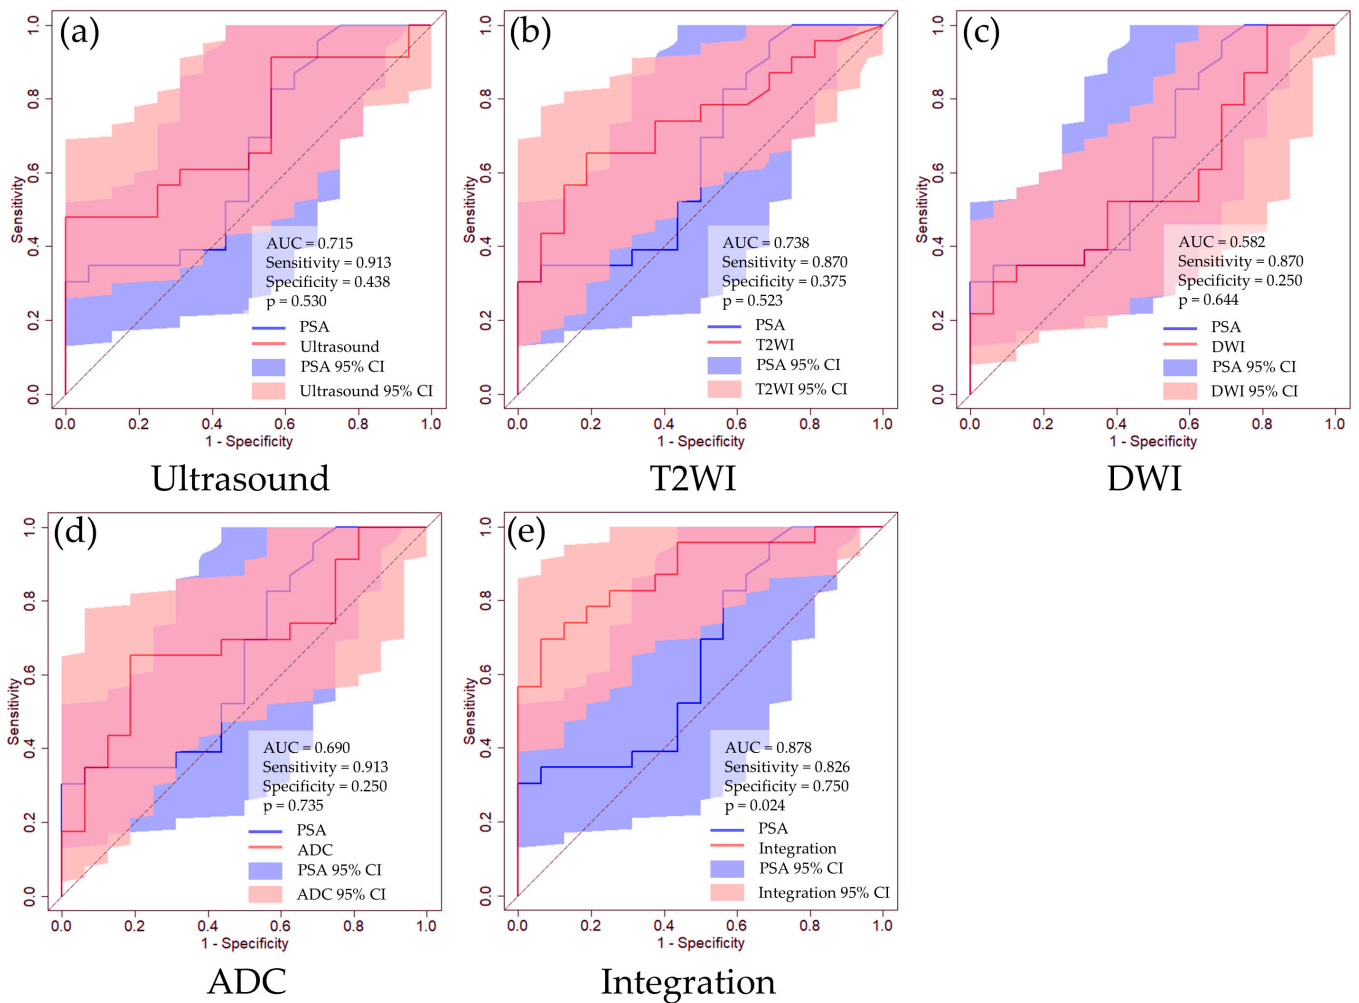 (a)
1.0
0.8
0.6
0.4
0.2
0.0
Sensitivity
AUC = 0.715
Sensitivity = 0.913
Specificity = 0.438
p = 0.530
PSA
Ultrasound
PSA 95% CI
Ultrasound 95% CI
0.0 0.2 0.4 0.6 0.8 1.0
1 - Specificity
Ultrasound
(b)
1.0
0.8
0.6
0.4
0.2
0.0
Sensitivity
AUC = 0.738
Sensitivity = 0.870
Specificity = 0.375
p = 0.523
PSA
T2WI
PSA 95% CI
T2WI 95% CI
0.0 0.2 0.4 0.6 0.8 1.0
1 - Specificity
T2WI
(c)
1.0
0.8
0.6
0.4
0.2
0.0
Sensitivity
AUC = 0.582
Sensitivity = 0.870
Specificity = 0.250
p = 0.644
PSA
DWI
PSA 95% CI
DWI 95% CI
0.0 0.2 0.4 0.6 0.8 1.0
1 - Specificity
DWI
(d)
1.0
0.8
0.6
0.4
0.2
0.0
Sensitivity
AUC = 0.690
Sensitivity = 0.913
Specificity = 0.250
p = 0.735
PSA
ADC
PSA 95% CI
ADC 95% CI
0.0 0.2 0.4 0.6 0.8 1.0
1 - Specificity
ADC
(e)
1.0
0.8
0.6
0.4
0.2
0.0
Sensitivity
AUC = 0.878
Sensitivity = 0.826
Specificity = 0.750
p = 0.024
PSA
Integration
PSA 95% CI
Integration 95% CI
0.0 0.2 0.4 0.6 0.8 1.0
1 - Specificity
Integration